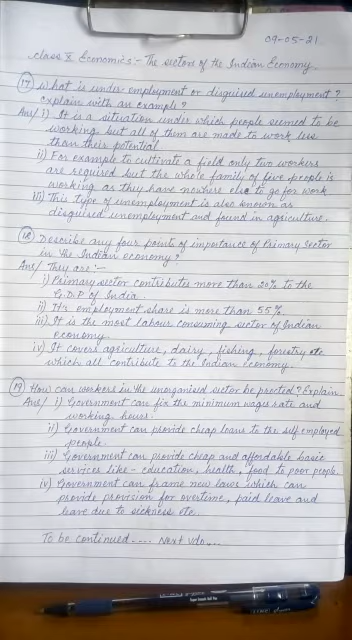 09-05-21
Class X Economics:- The sectors of the Indian Economy.
(17) What is under employment or disguised unemployment?
Explain with an example?
Ans/ i) It is a situation under which people seemed to be
working but all of them are made to work less
than their potential
ii) For example to cultivate a field only two workers
are required but the whole family of five people is
working as they have nowhere else to go for work
iii) This type of unemployment is also known as
disguised unemployment and found in agriculture.
(18) Describe any four points of importance of Primary Sector
in the Indian economy?
Ans/ They are:-
i) Primary sector contributes more than 20% to the
G.D.P of India.
ii) Its employment share is more than 55%.
iii) It is the most labour consuming sector of Indian
economy.
iv) It covers agriculture, dairy, fishing, forestry etc
which all contribute to the Indian Economy.
(19) How can workers in the unorganised sector be procted? Explain
Ans/ i) Government can fix the minimum wages rate and
working hours.
ii) Government can provide cheap loans to the self employed
people.
iii) Government can provide cheap and affordable basic
services like - education, health, food to poor people.
iv) Government can frame new laws which can
provide provision for overtime, paid leave and
leave due to sickness etc.
To be continued.... Next vdo...